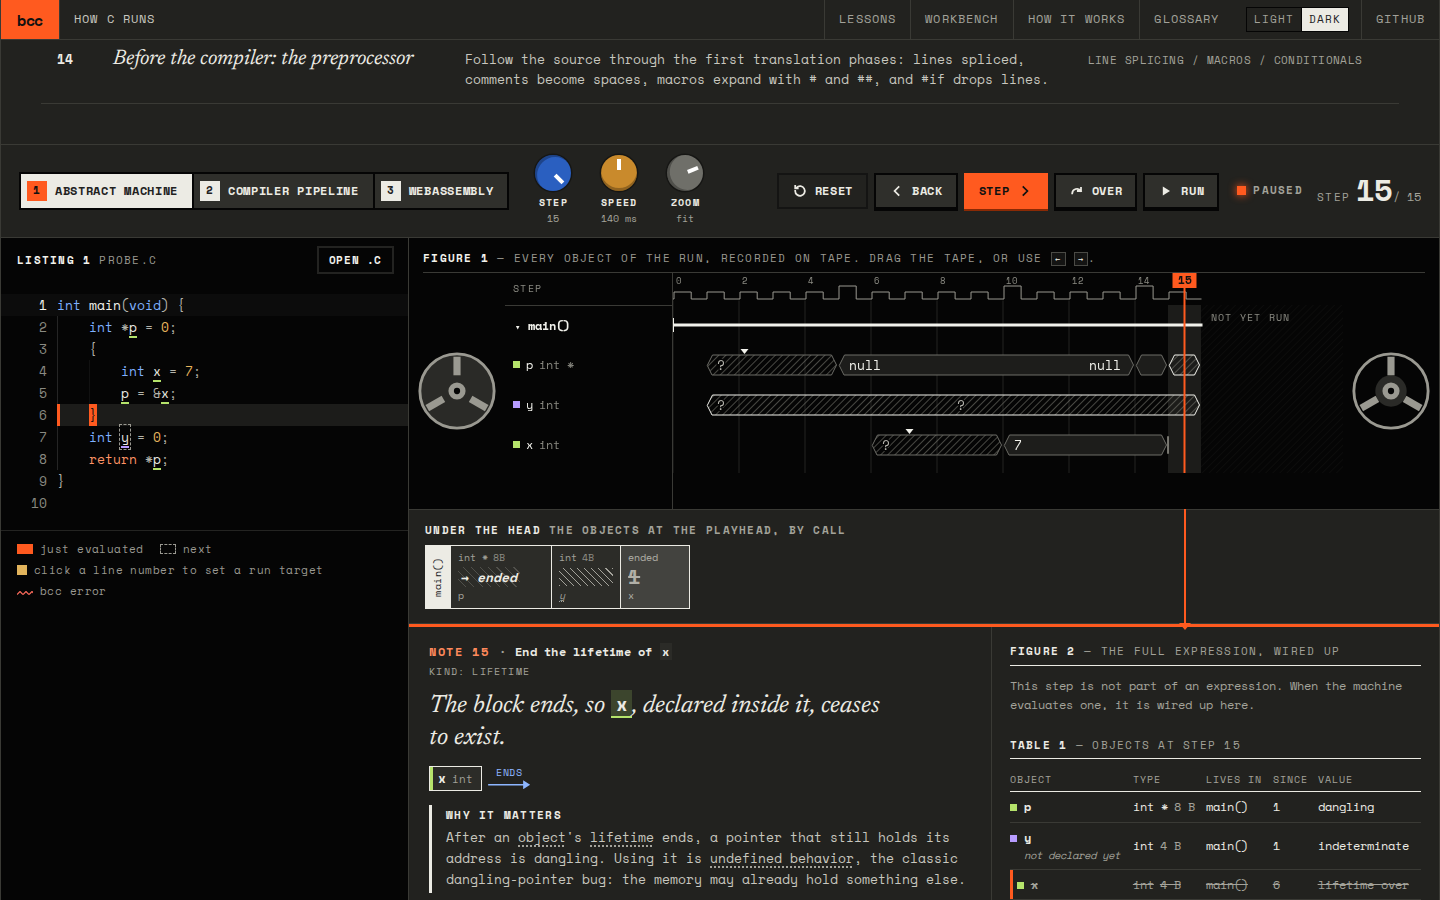 bcc HOW C RUNS LESSONS WORKBENCH HOW IT WORKS GLOSSARY LIGHT DARK GITHUB
14 Before the compiler: the preprocessor Follow the source through the first translation phases: lines spliced, LINE SPLICING / MACROS / CONDITIONALS
comments become spaces, macros expand with # and ##, and #if drops lines.
1 ABSTRACT MACHINE 2 COMPILER PIPELINE 3 WEBASSEMBLY
STEP SPEED ZOOM
15 140 ms fit
RESET BACK STEP OVER RUN PAUSED STEP 15 / 15
LISTING 1 PROBE.C OPEN .C
1 int main(void) {
2 int *p = 0;
3 {
4 int x = 7;
5 p = &x;
6 }
7 int y = 0;
8 return *p;
9 }
10
just evaluated next
click a line number to set a run target
bcc error
FIGURE 1 — EVERY OBJECT OF THE RUN, RECORDED ON TAPE. DRAG THE TAPE, OR USE ← →.
STEP 0 2 4 6 8 10 12 14 15
▾ main() NOT YET RUN
p int * ? null null
y int ? ?
x int ? 7
UNDER THE HEAD THE OBJECTS AT THE PLAYHEAD, BY CALL
main()
int * 8B int 4B ended
→ ended
p y x
NOTE 15 · End the lifetime of x
KIND: LIFETIME
The block ends, so x, declared inside it, ceases
to exist.
x int ENDS
WHY IT MATTERS
After an object's lifetime ends, a pointer that still holds its
address is dangling. Using it is undefined behavior, the classic
dangling-pointer bug: the memory may already hold something else.
FIGURE 2 — THE FULL EXPRESSION, WIRED UP
This step is not part of an expression. When the machine
evaluates one, it is wired up here.
TABLE 1 — OBJECTS AT STEP 15
OBJECT TYPE LIVES IN SINCE VALUE
p int * 8 B main() 1 dangling
y int 4 B main() 1 indeterminate
not declared yet
x int 4 B main() 6 lifetime over